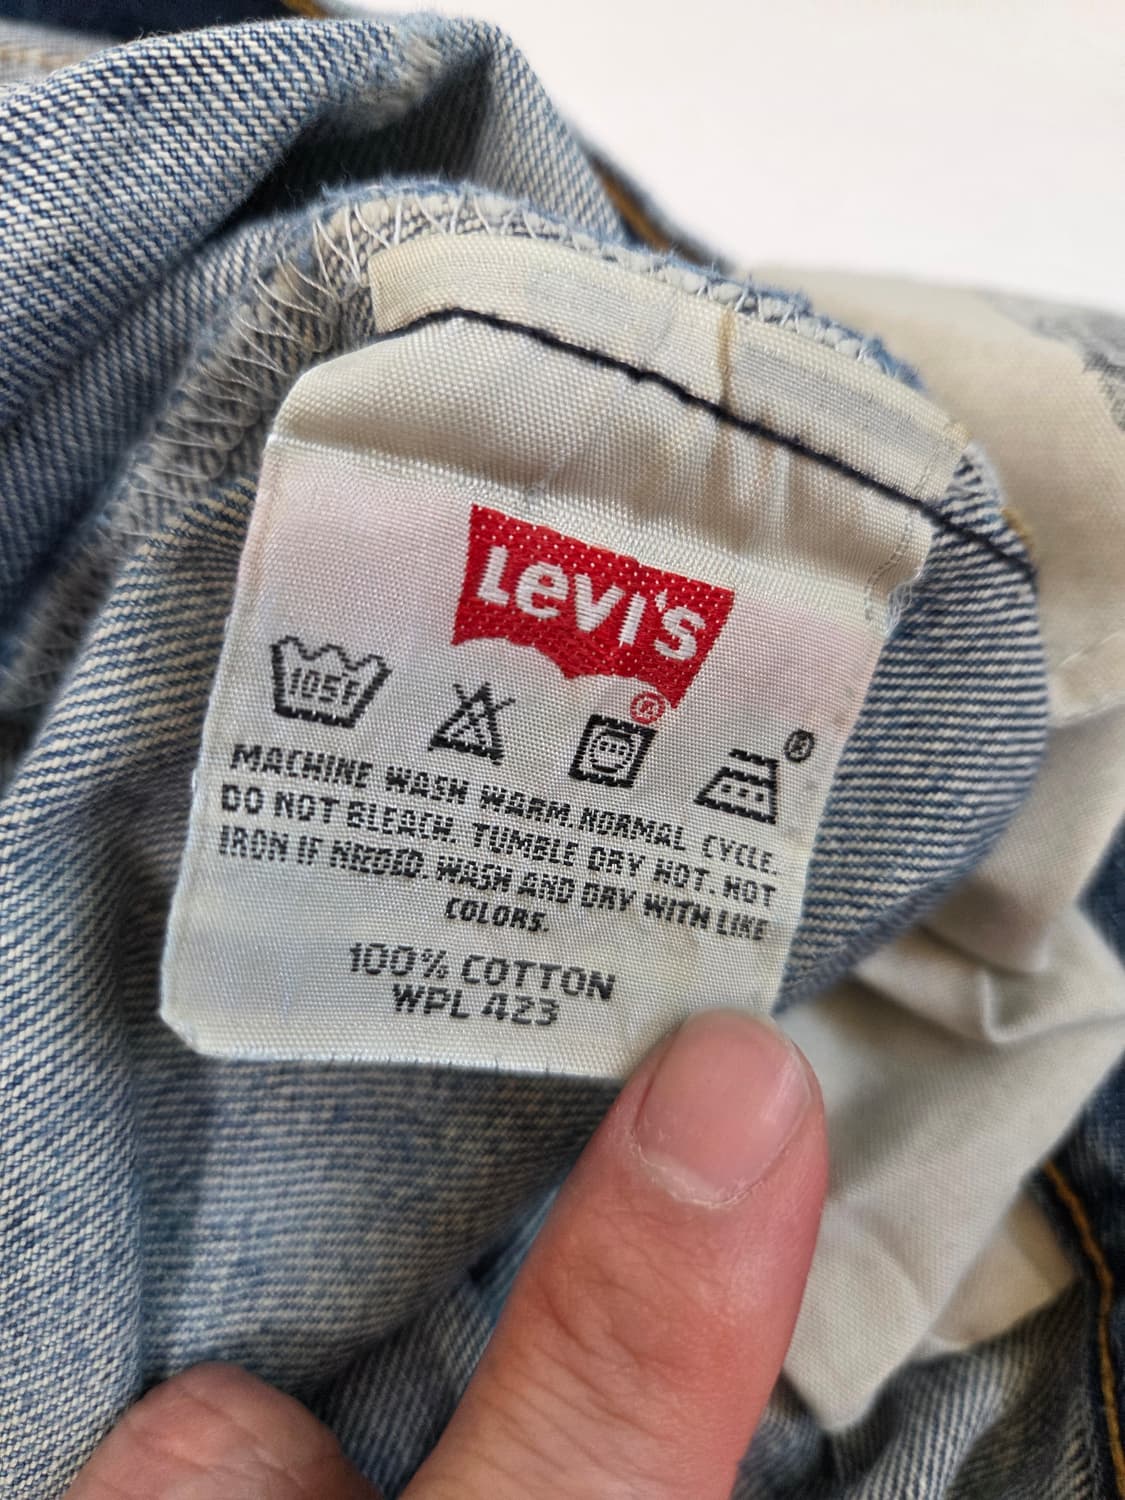 Levi's
®
105F
®
MACHINE WASH WARM. NORMAL CYCLE.
DO NOT BLEACH. TUMBLE DRY HOT. HOT
IRON IF NEEDED. WASH AND DRY WITH LIKE
COLORS.
100% COTTON
WPL 423